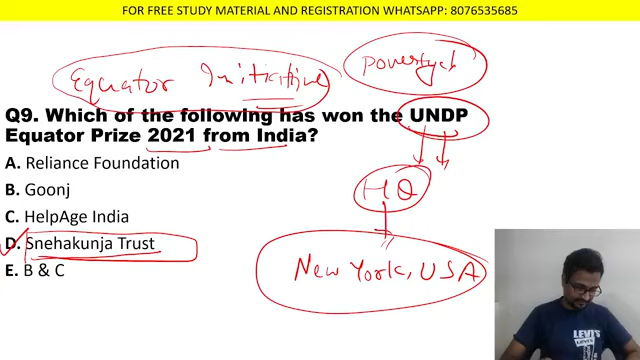 FOR FREE STUDY MATERIAL AND REGISTRATION WHATSAPP: 8076535685
Equator Initiative
Q9. Which of the following has won the UNDP
Equator Prize 2021 from India?
A. Reliance Foundation
B. Goonj
C. HelpAge India
D. Snehakunja Trust
E. B & C
HQ
New York, USA
LEVI'S